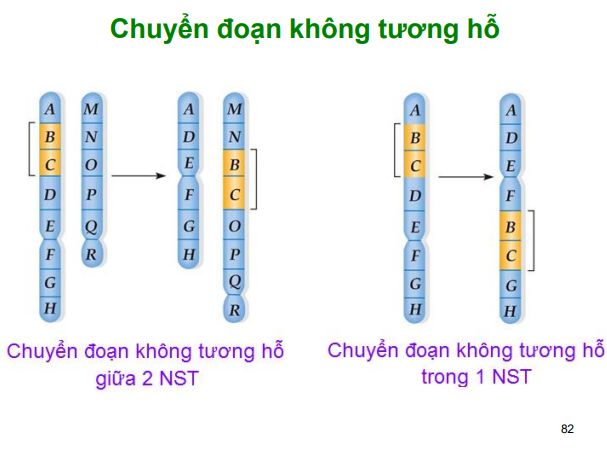 Chuyển đoạn không tương hỗ
A
B
C
D
E
F
G
H
M
N
O
P
Q
R
A
D
E
F
G
H
M
N
B
C
O
P
Q
R
Chuyển đoạn không tương hỗ
giữa 2 NST
A
B
C
D
E
F
G
H
A
D
E
F
B
C
G
H
Chuyển đoạn không tương hỗ
trong 1 NST
82